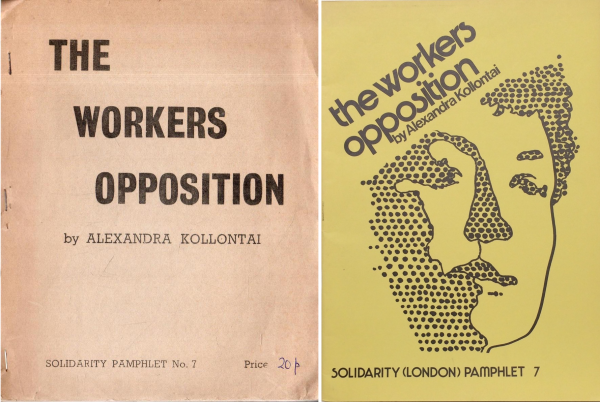 THE
WORKERS
OPPOSITION
by ALEXANDRA KOLLONTAI
SOLIDARITY PAMPHLET No. 7 Price 20p
the workers
opposition
by Alexandra Kollontai
SOLIDARITY (LONDON) PAMPHLET 7